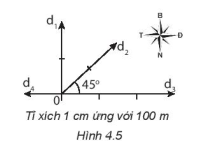 d₁
B
T
Đ
N
d₂
d₄
45°
d₃
0
Tỉ xích 1 cm ứng với 100 m
Hình 4.5